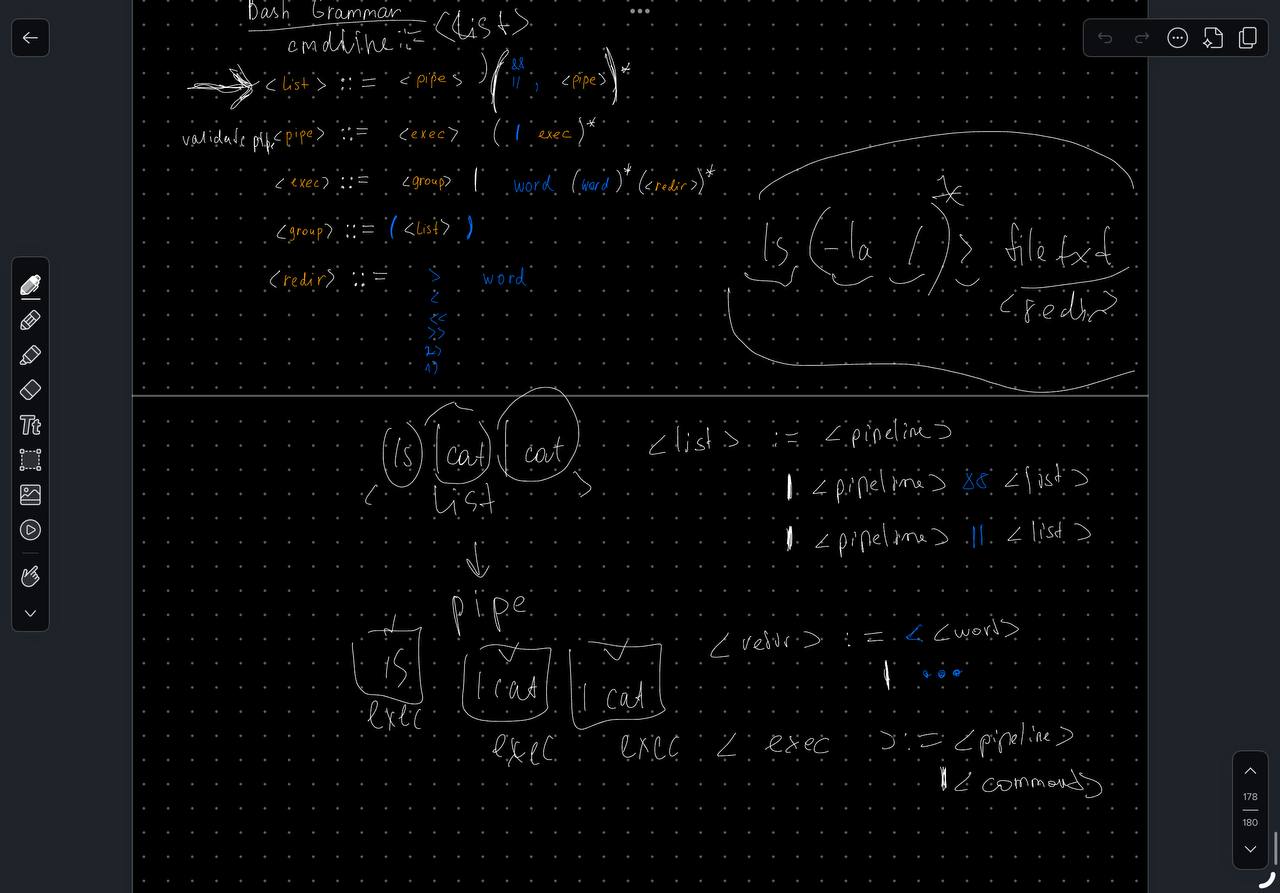 Bash Grammar
cmdline ::= <list>
<list> ::= <pipe> ( && || , <pipe> )*
validate pipe
<pipe> ::= <exec> ( | exec )*
<exec> ::= <group> | word (word)* (<redir>)*
<group> ::= ( <List> )
<redir> ::= > word
<
<<
>>
2>
1>
ls (-la /)* > file txt
<redir>
ls cat cat
< list >
pipe
ls | cat | cat
exec exec exec
<list> := <pipeline>
| <pipeline> && <list>
| <pipeline> || <list>
<redir> := < <word>
| ...
< exec > := <pipeline>
| < command>
178
180
Tt